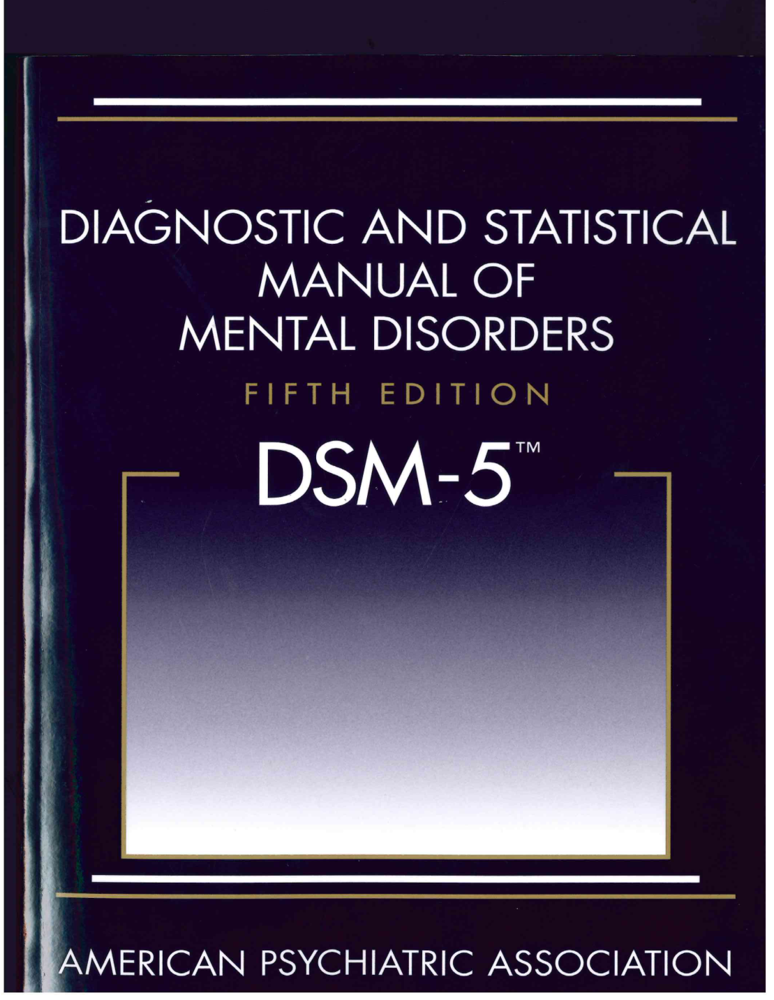 DIAGNOSTIC AND STATISTICAL
MANUAL OF
MENTAL DISORDERS
FIFTH EDITION
DSM-5™
AMERICAN PSYCHIATRIC ASSOCIATION